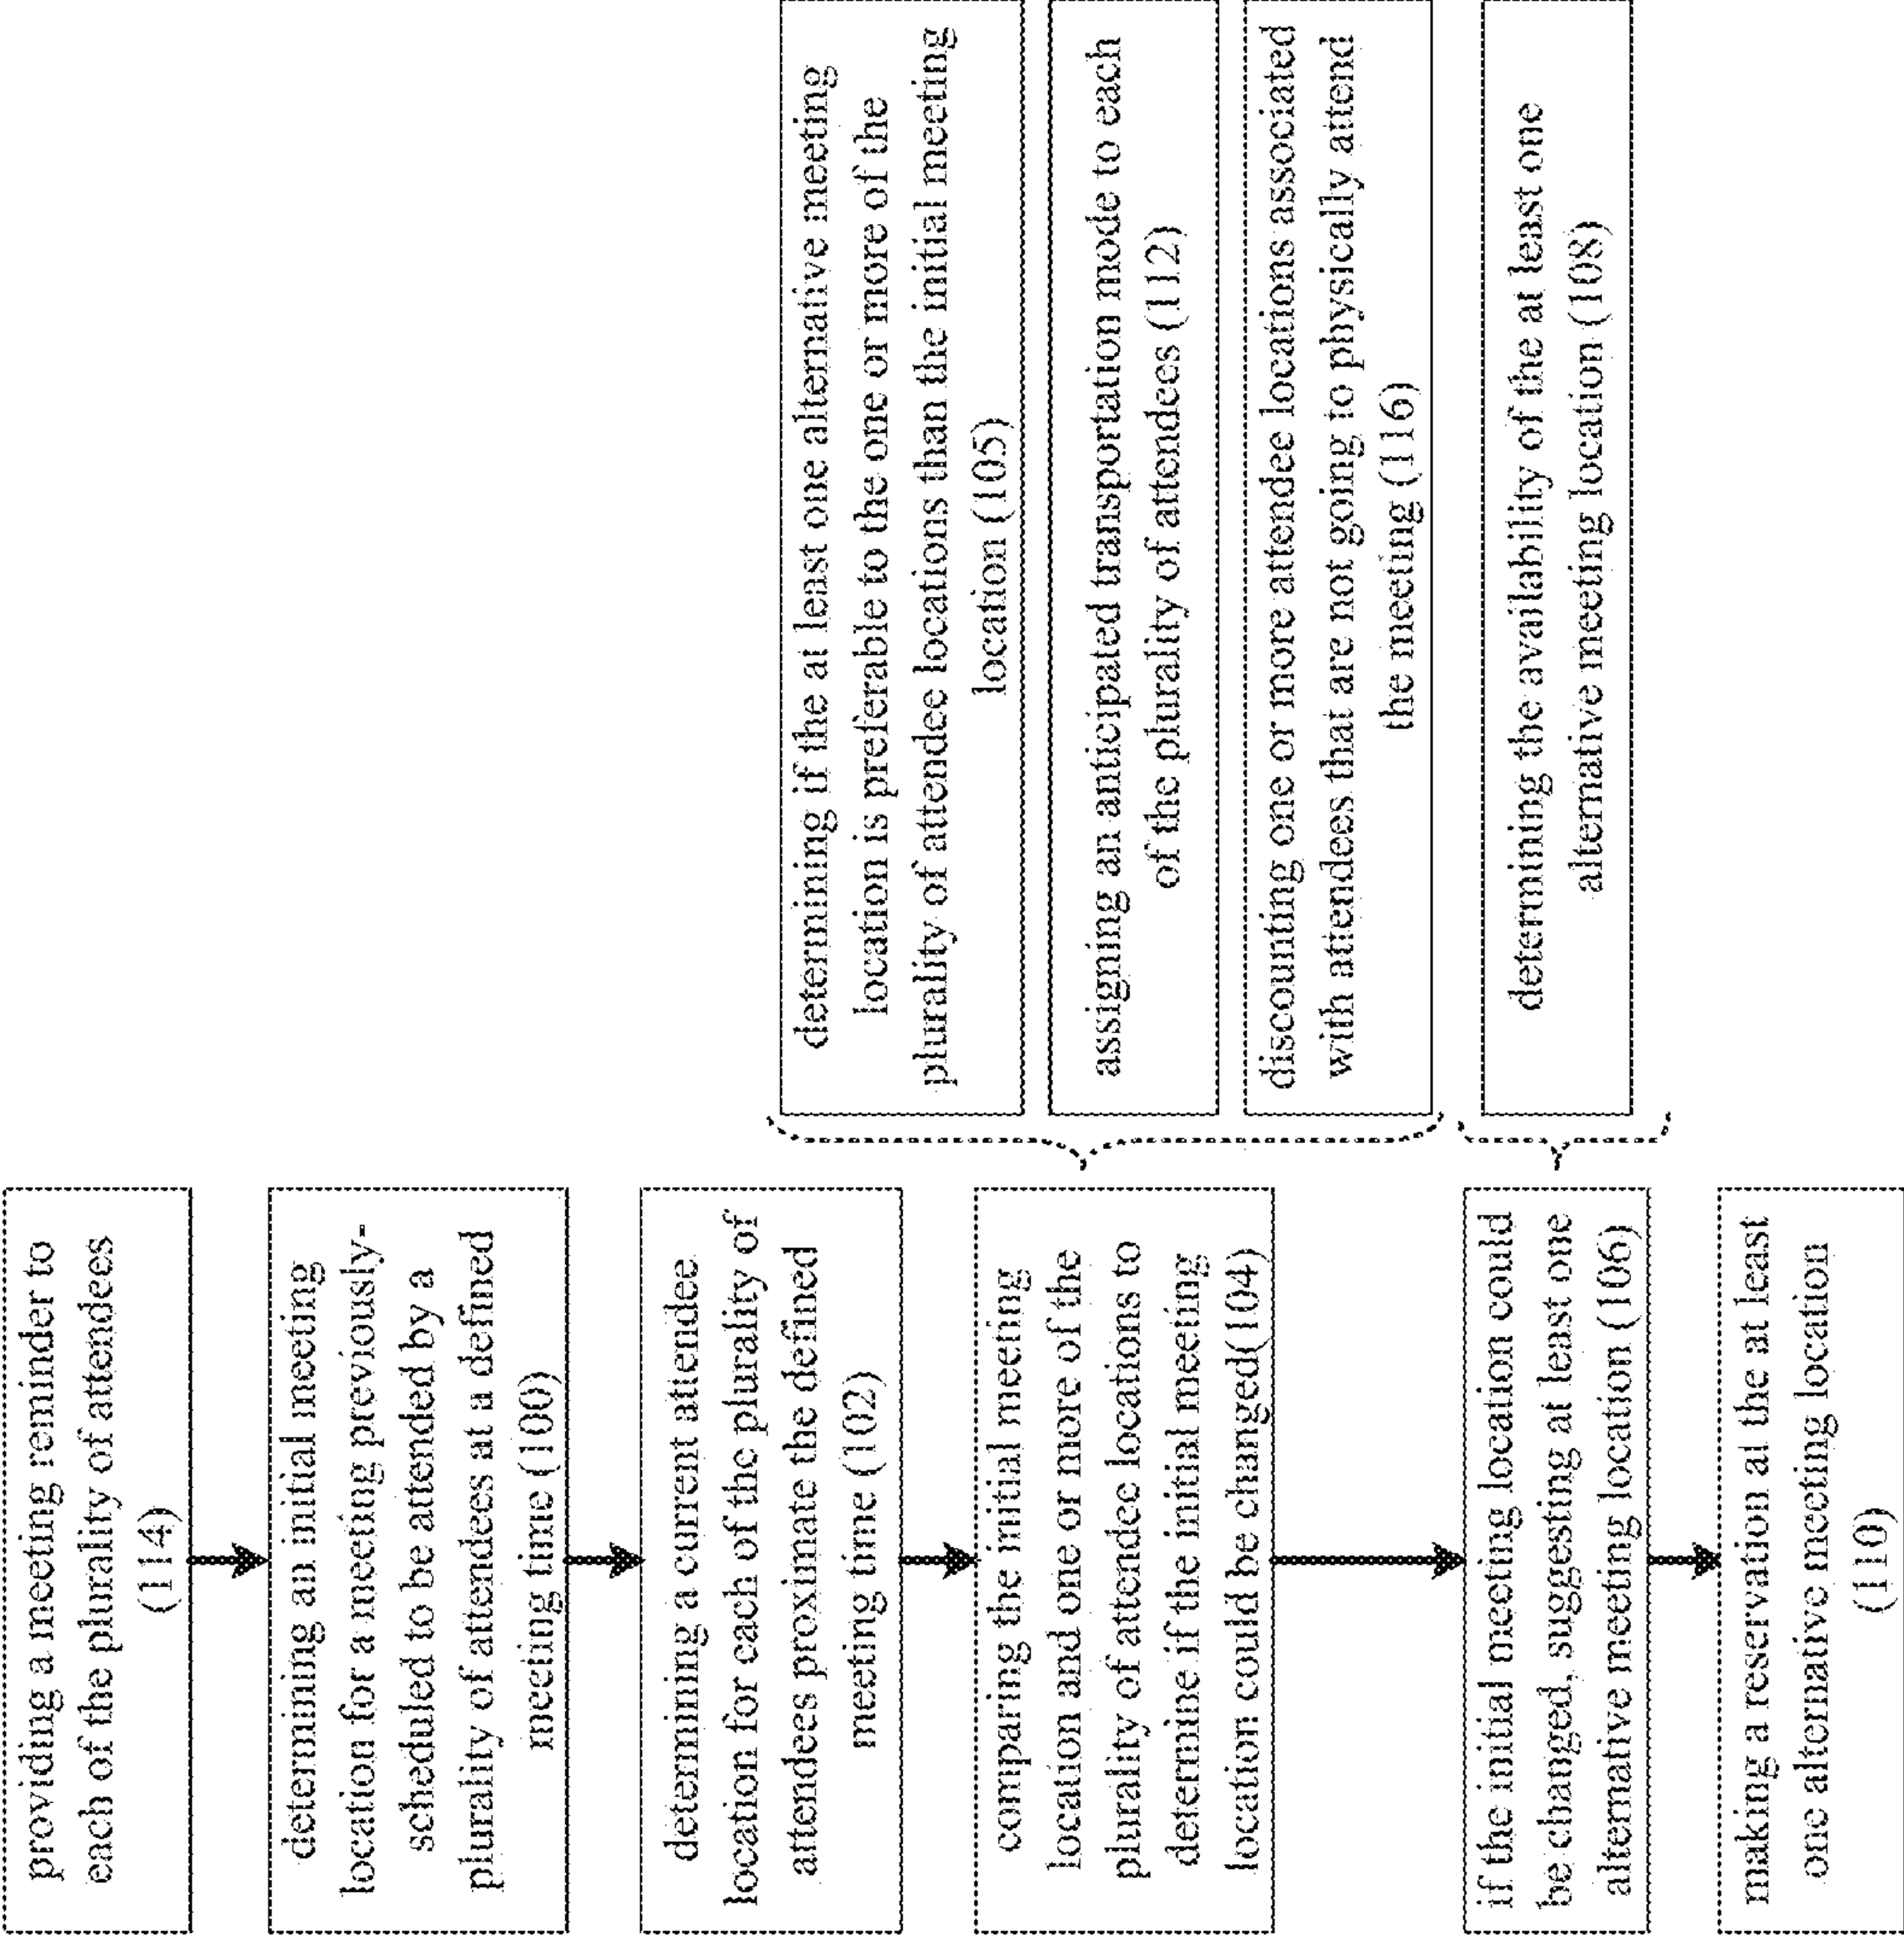 providing a meeting reminder to
each of the plurality of attendees
(114)
determining an initial meeting
location for a meeting previously-
scheduled to be attended by a
plurality of attendees at a defined
meeting time (100)
determining a current attendee
location for each of the plurality of
attendees proximate the defined
meeting time (102)
comparing the initial meeting
location and one or more of the
plurality of attendee locations to
determine if the initial meeting
location could be changed(104)
determining if the at least one alternative meeting
location is preferable to the one or more of the
plurality of attendee locations than the initial meeting
location (105)
assigning an anticipated transportation mode to each
of the plurality of attendees (112)
discounting one or more attendee locations associated
with attendees that are not going to physically attend
the meeting (116)
if the initial meeting location could
be changed, suggesting at least one
alternative meeting location (106)
determining the availability of the at least one
alternative meeting location (108)
making a reservation at the at least
one alternative meeting location
(110)